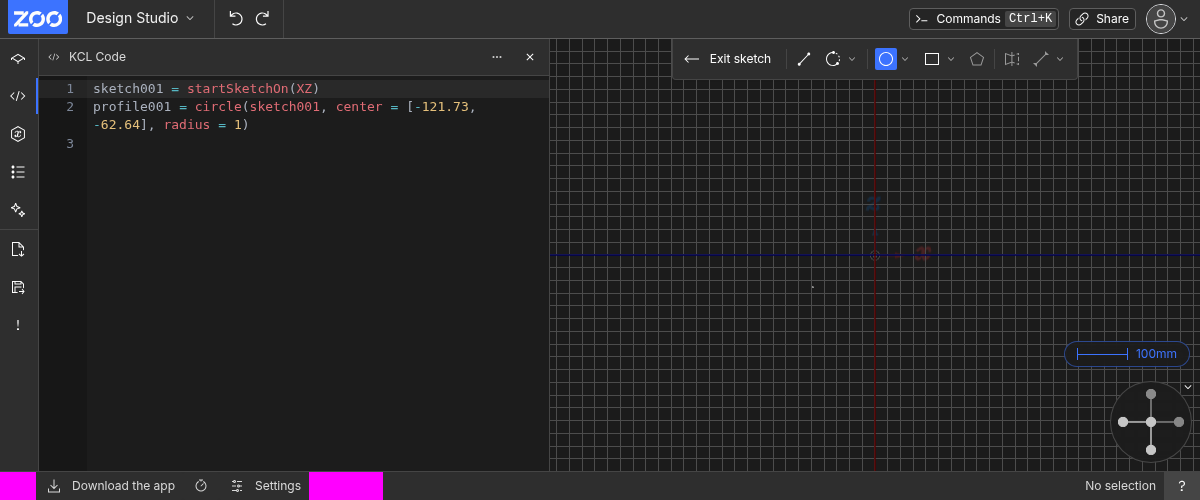 ZOO Design Studio Commands Ctrl+K Share
KCL Code
Exit sketch
1 sketch001 = startSketchOn(XZ)
2 profile001 = circle(sketch001, center = [-121.73,
-62.64], radius = 1)
3
Z
X
100mm
Download the app Settings No selection ?